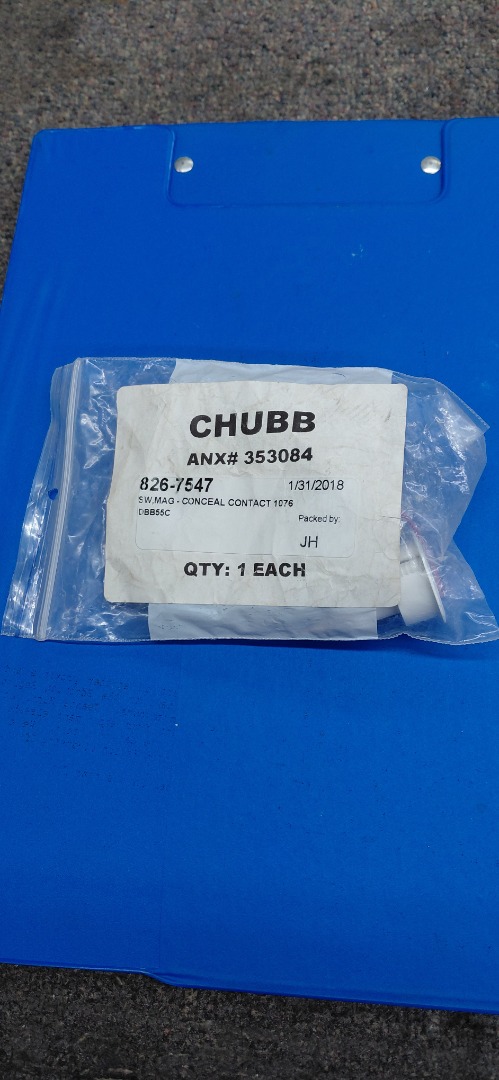 CHUBB
ANX# 353084
826-7547 1/31/2018
SW,MAG - CONCEAL CONTACT 1076
DBB55C
Packed by:
JH
QTY: 1 EACH